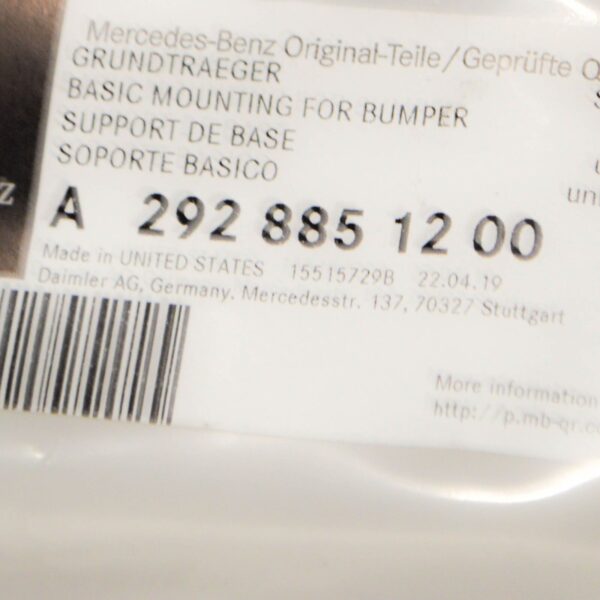 Mercedes-Benz Original-Teile/Geprüfte Q
GRUNDTRAEGER
BASIC MOUNTING FOR BUMPER
SUPPORT DE BASE
SOPORTE BASICO
A 292 885 12 00
Made in UNITED STATES 15515729B 22.04.19
Daimler AG, Germany. Mercedesstr. 137, 70327 Stuttgart
More information
http://p.mb-qr.co